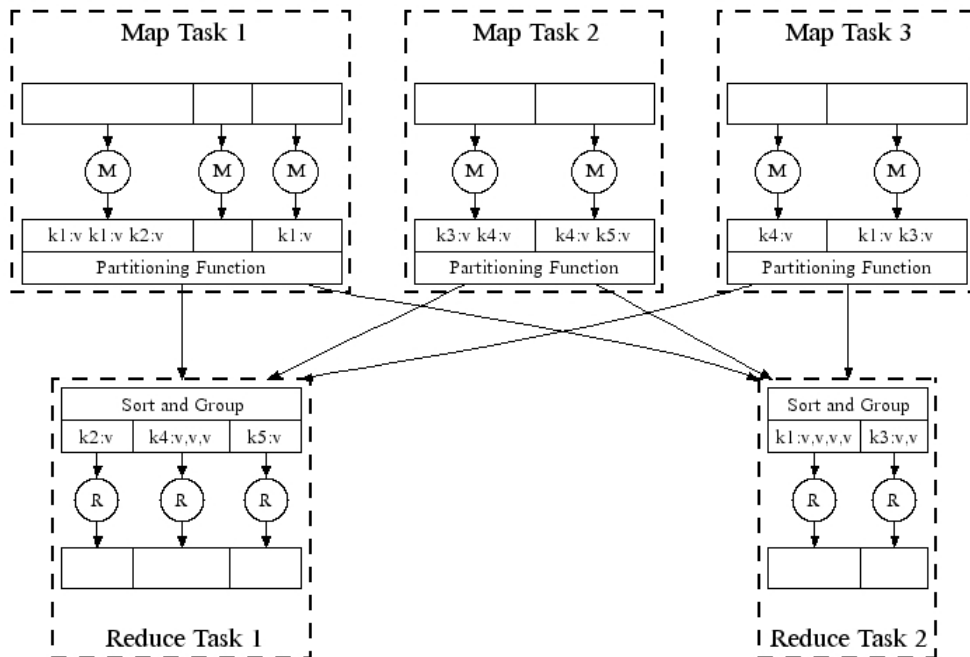 Map Task 1
Map Task 2
Map Task 3
M
M
M
M
M
M
M
k1:v k1:v k2:v
k1:v
k3:v k4:v
k4:v k5:v
k4:v
k1:v k3:v
Partitioning Function
Partitioning Function
Partitioning Function
Sort and Group
k2:v
k4:v,v,v
k5:v
R
R
R
Reduce Task 1
Sort and Group
k1:v,v,v,v
k3:v,v
R
R
Reduce Task 2